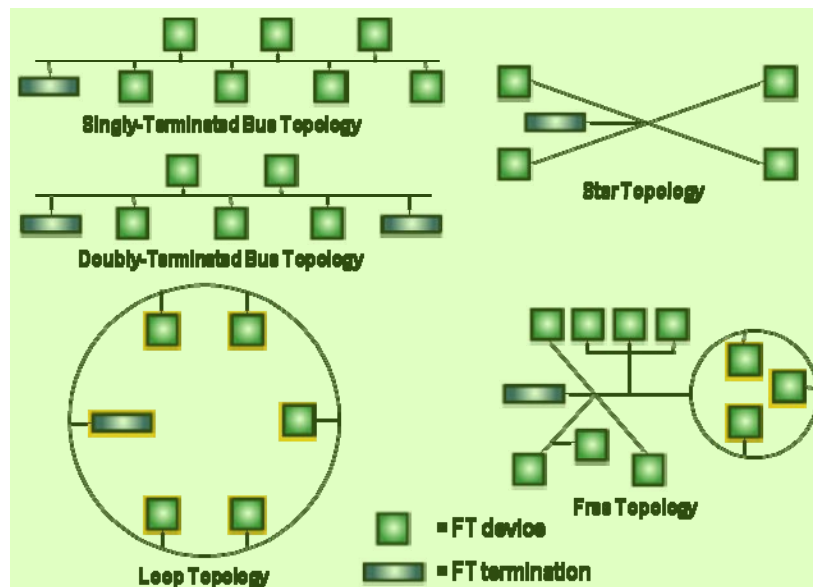 Singly-Terminated Bus Topology
Star Topology
Doubly-Terminated Bus Topology
Free Topology
= FT device
Loop Topology
= FT termination